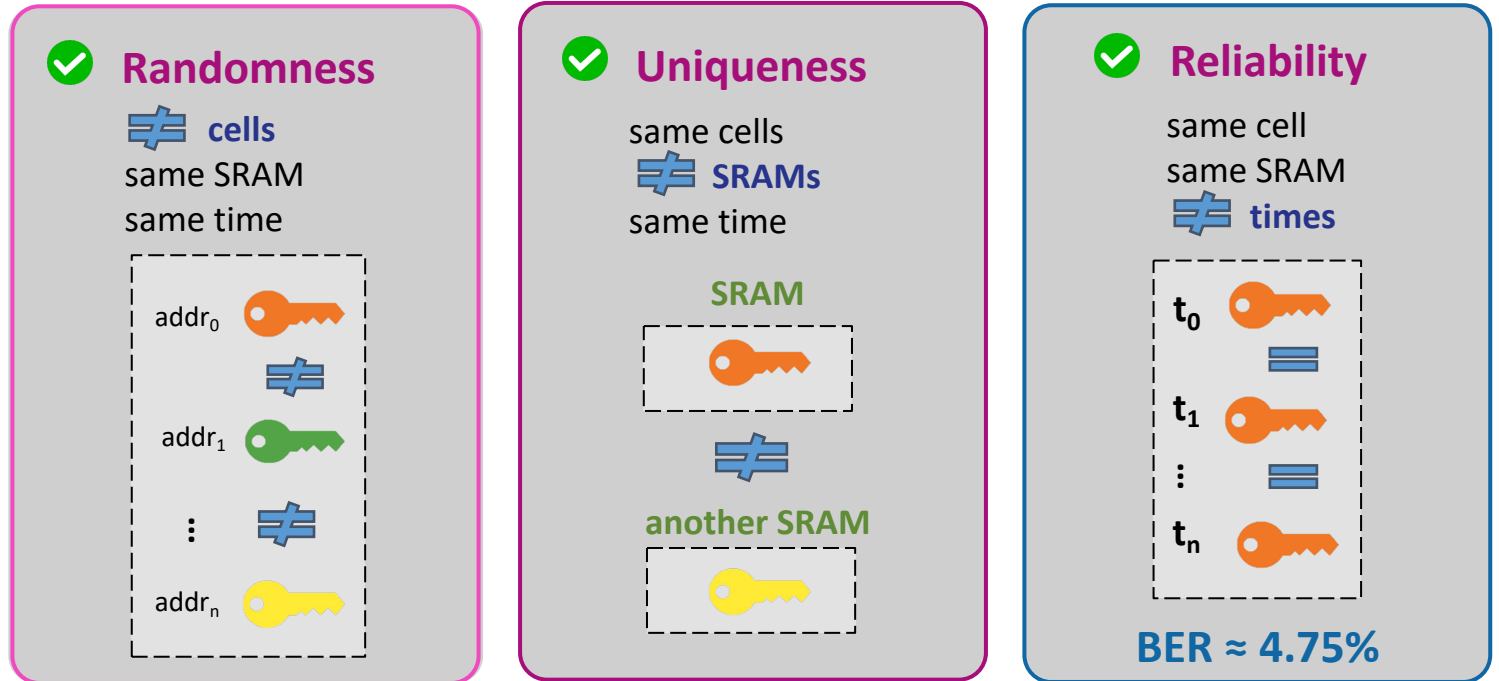 Randomness
≠ cells
same SRAM
same time
addr₀
≠
addr₁
⋮ ≠
addrₙ
Uniqueness
same cells
≠ SRAMs
same time
SRAM
≠
another SRAM
Reliability
same cell
same SRAM
≠ times
t₀
=
t₁
⋮ =
tₙ
BER ≈ 4.75%